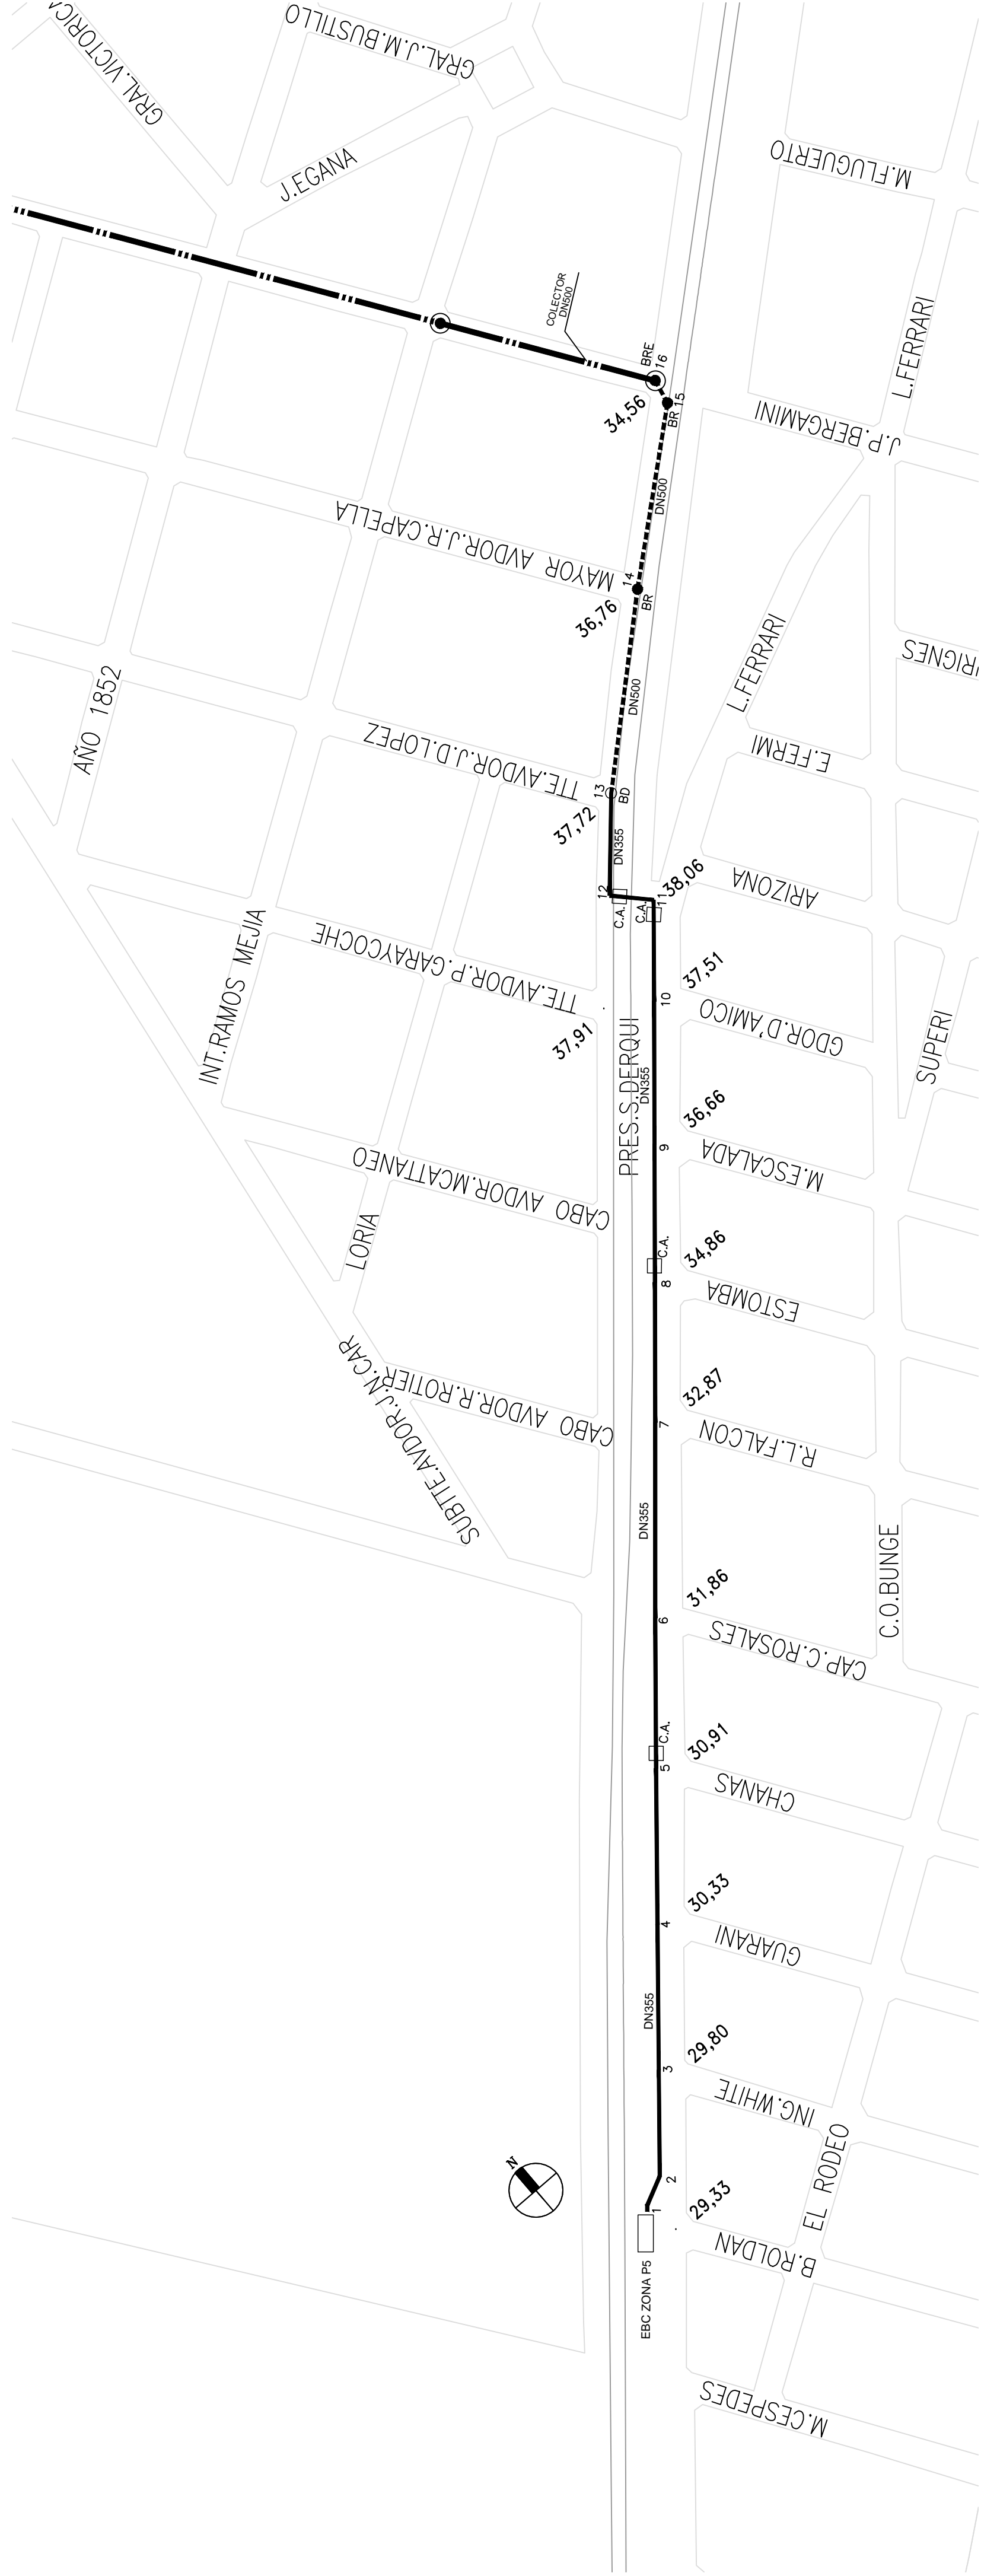 GRAL.VICTORICA
GRAL.J.M.BUSTILLO
J.EGANA
M.FLUGUERTO
COLECTOR
DN500
L.FERRARI
BRE
16
34,56
BR 15
J.P.BERGAMINI
DN500
MAYOR AVDOR.J.R.CAPELLA
14
BR
36,76
L.FERRARI
AÑO 1852
DN500
TTE.AVDOR.J.D.LOPEZ
E.FERMI
13
BD
37,72
DN355
12
C.A.
C.A.
11
38,06
ARIZONA
INT.RAMOS MEJIA
TTE.AVDOR.P.GARAYCOCHE
37,51
10
GDOR.D'AMICO
37,91
PRES.S.DERQUI
DN355
SUPERI
36,66
9
M.ESCALADA
CABO AVDOR.MCATTANEO
LORIA
34,86
C.A.
8
ESTOMBA
SUBTTE.AVDOR.J.N.CAR
CABO AVDOR.R.ROTIER
32,87
7
R.L.FALCON
DN355
C.O.BUNGE
31,86
6
CAP.C.ROSALES
30,91
C.A.
5
CHANAS
30,33
4
GUARANI
DN355
29,80
3
ING.WHITE
N
2
29,33
1
EL RODEO
B.ROLDAN
EBC ZONA P5
M.CESPEDES